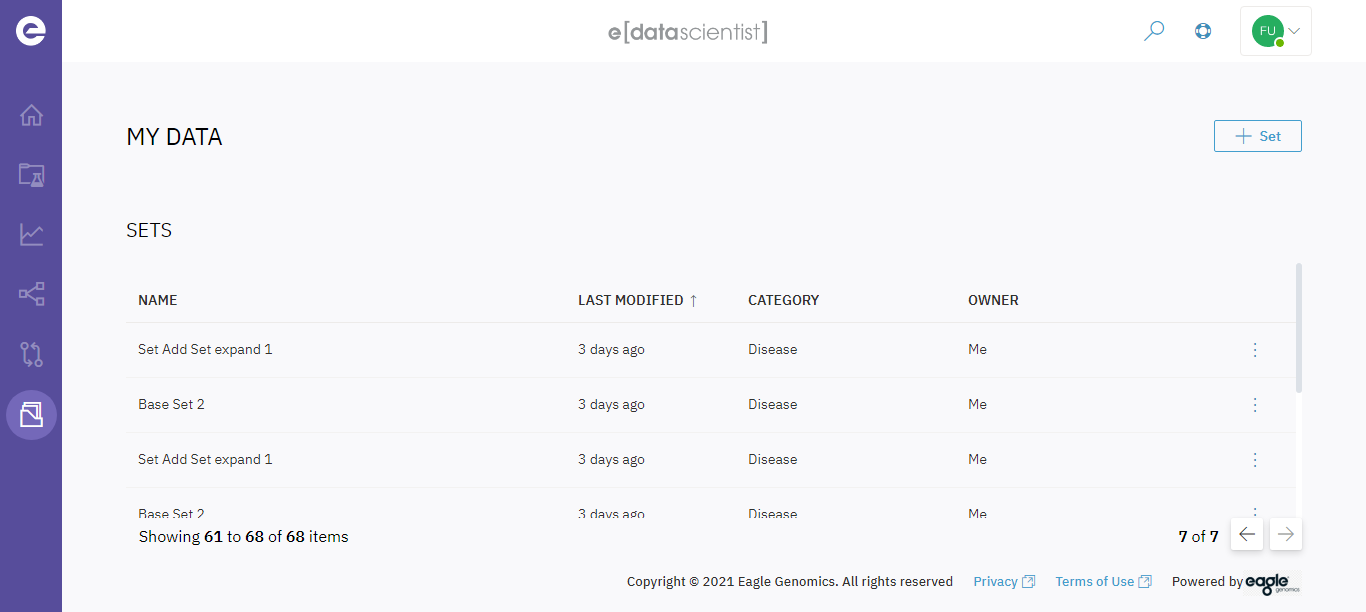 e
e[datascientist]
FU
MY DATA
+ Set
SETS
NAME LAST MODIFIED ↑ CATEGORY OWNER
Set Add Set expand 1 3 days ago Disease Me
Base Set 2 3 days ago Disease Me
Set Add Set expand 1 3 days ago Disease Me
Base Set 2 3 days ago Disease Me
Showing 61 to 68 of 68 items 7 of 7
Copyright © 2021 Eagle Genomics. All rights reserved Privacy Terms of Use Powered by eagle genomics